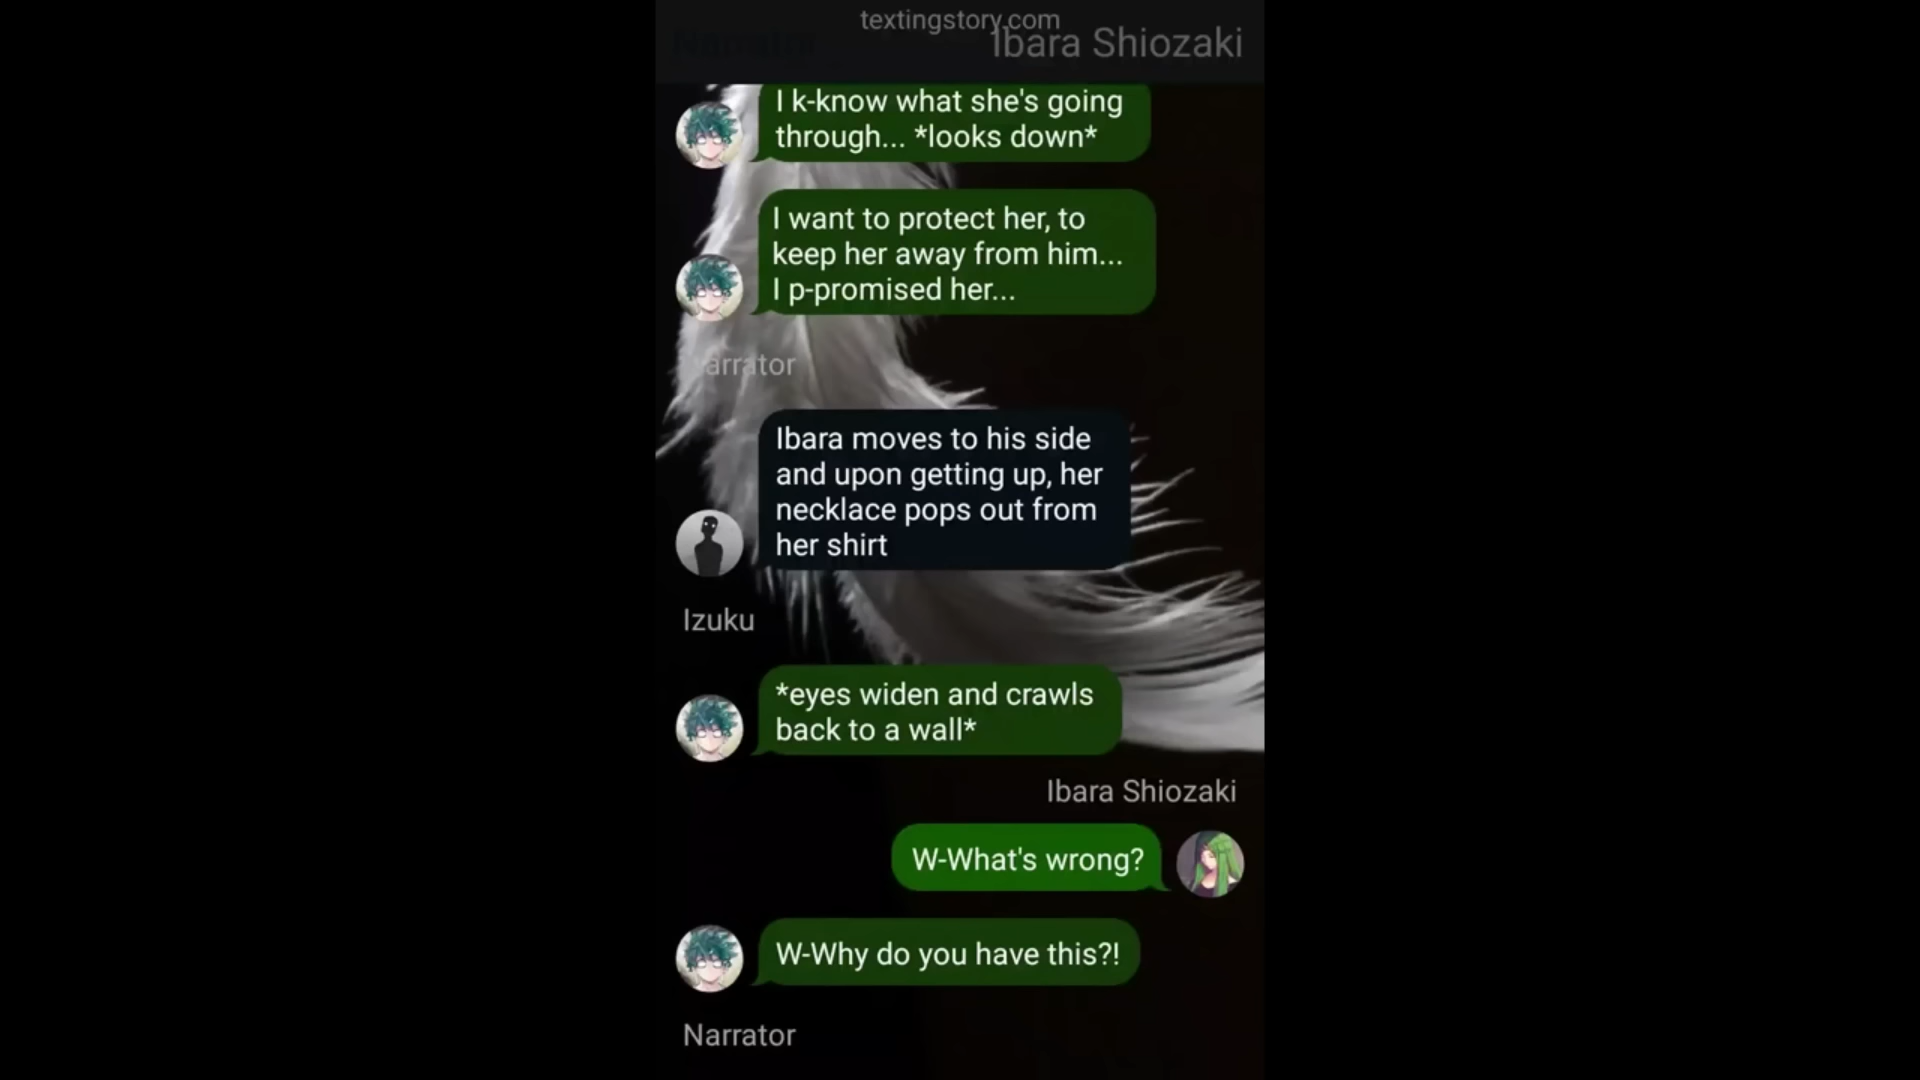 textingstory.com
Narrator
Ibara Shiozaki
I k-know what she's going
through... *looks down*
I want to protect her, to
keep her away from him...
I p-promised her...
Narrator
Ibara moves to his side
and upon getting up, her
necklace pops out from
her shirt
Izuku
*eyes widen and crawls
back to a wall*
Ibara Shiozaki
W-What's wrong?
W-Why do you have this?!
Narrator